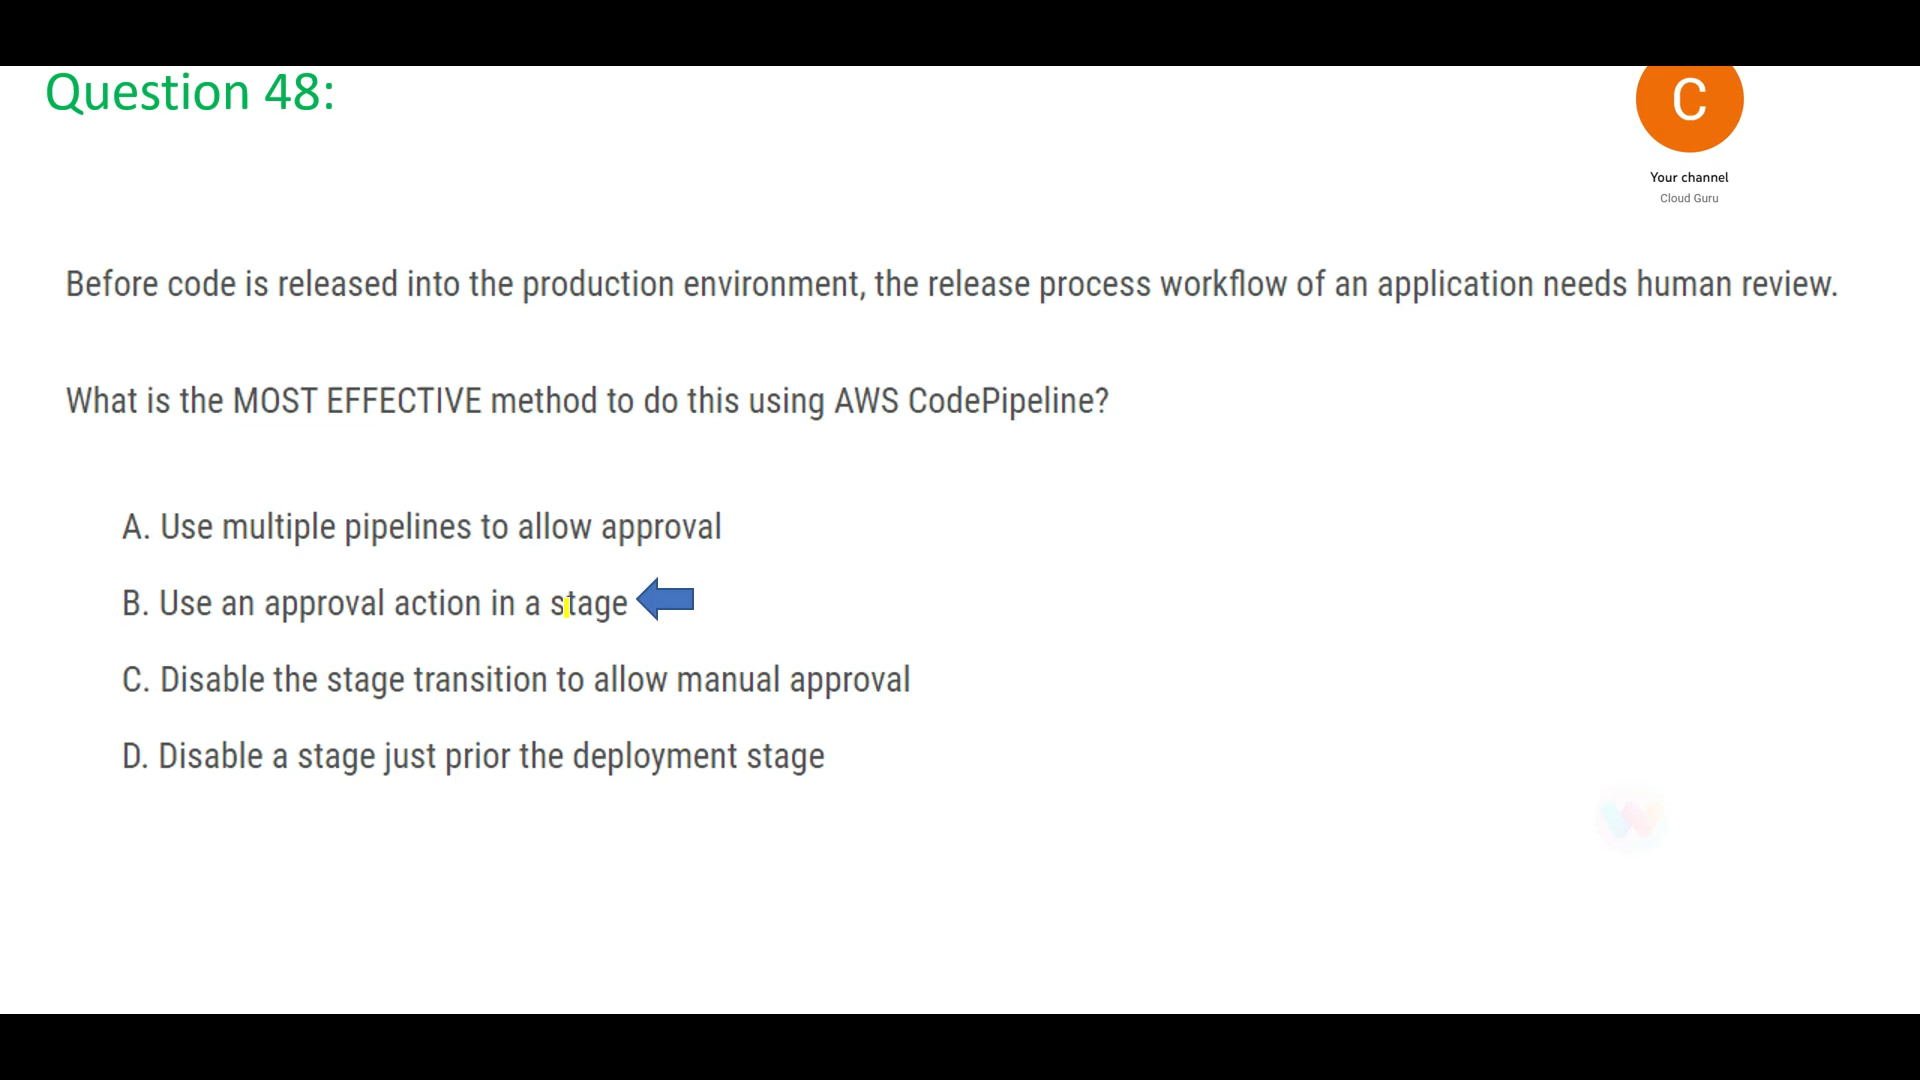 Question 48:
C
Your channel
Cloud Guru
Before code is released into the production environment, the release process workflow of an application needs human review.
What is the MOST EFFECTIVE method to do this using AWS CodePipeline?
A. Use multiple pipelines to allow approval
B. Use an approval action in a stage
C. Disable the stage transition to allow manual approval
D. Disable a stage just prior the deployment stage